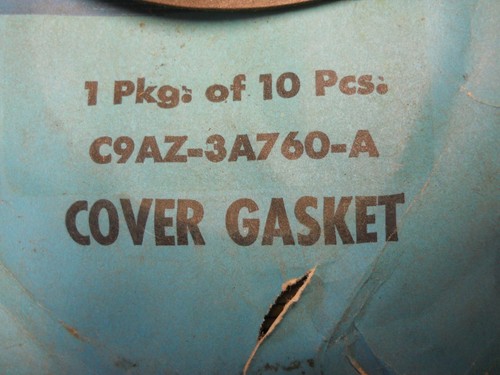 1 Pkg. of 10 Pcs.
C9AZ-3A760-A
COVER GASKET